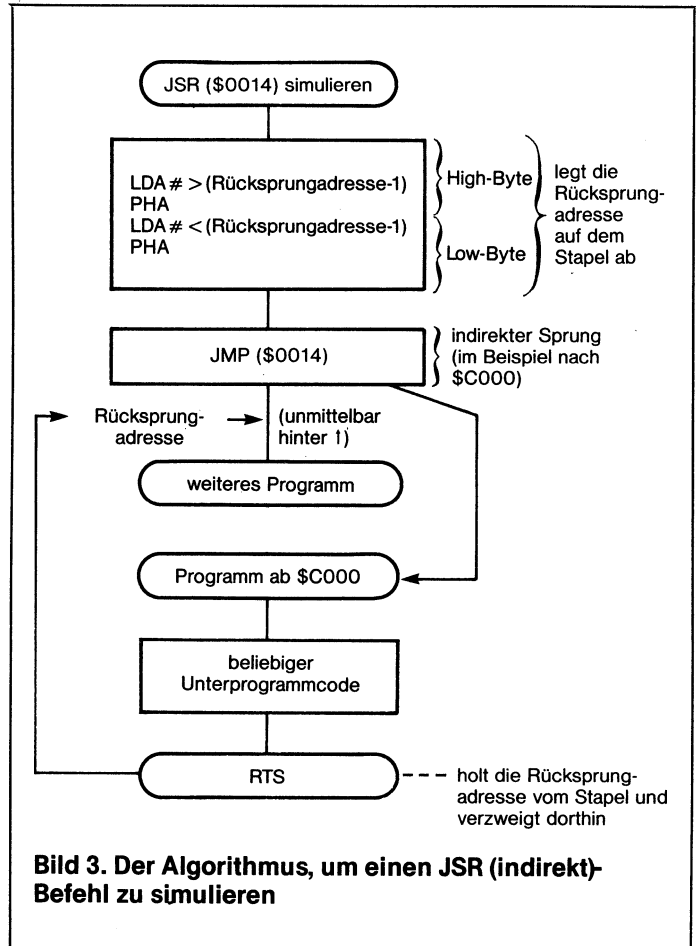 JSR ($0014) simulieren
LDA # > (Rücksprungadresse-1)
PHA
LDA # < (Rücksprungadresse-1)
PHA
High-Byte
Low-Byte
legt die
Rücksprung-
adresse
auf dem
Stapel ab
JMP ($0014)
indirekter Sprung
(im Beispiel nach
$C000)
Rücksprung-
adresse
(unmittelbar
hinter ↑)
weiteres Programm
Programm ab $C000
beliebiger
Unterprogrammcode
RTS
holt die Rücksprung-
adresse vom Stapel und
verzweigt dorthin
Bild 3. Der Algorithmus, um einen JSR (indirekt)-
Befehl zu simulieren